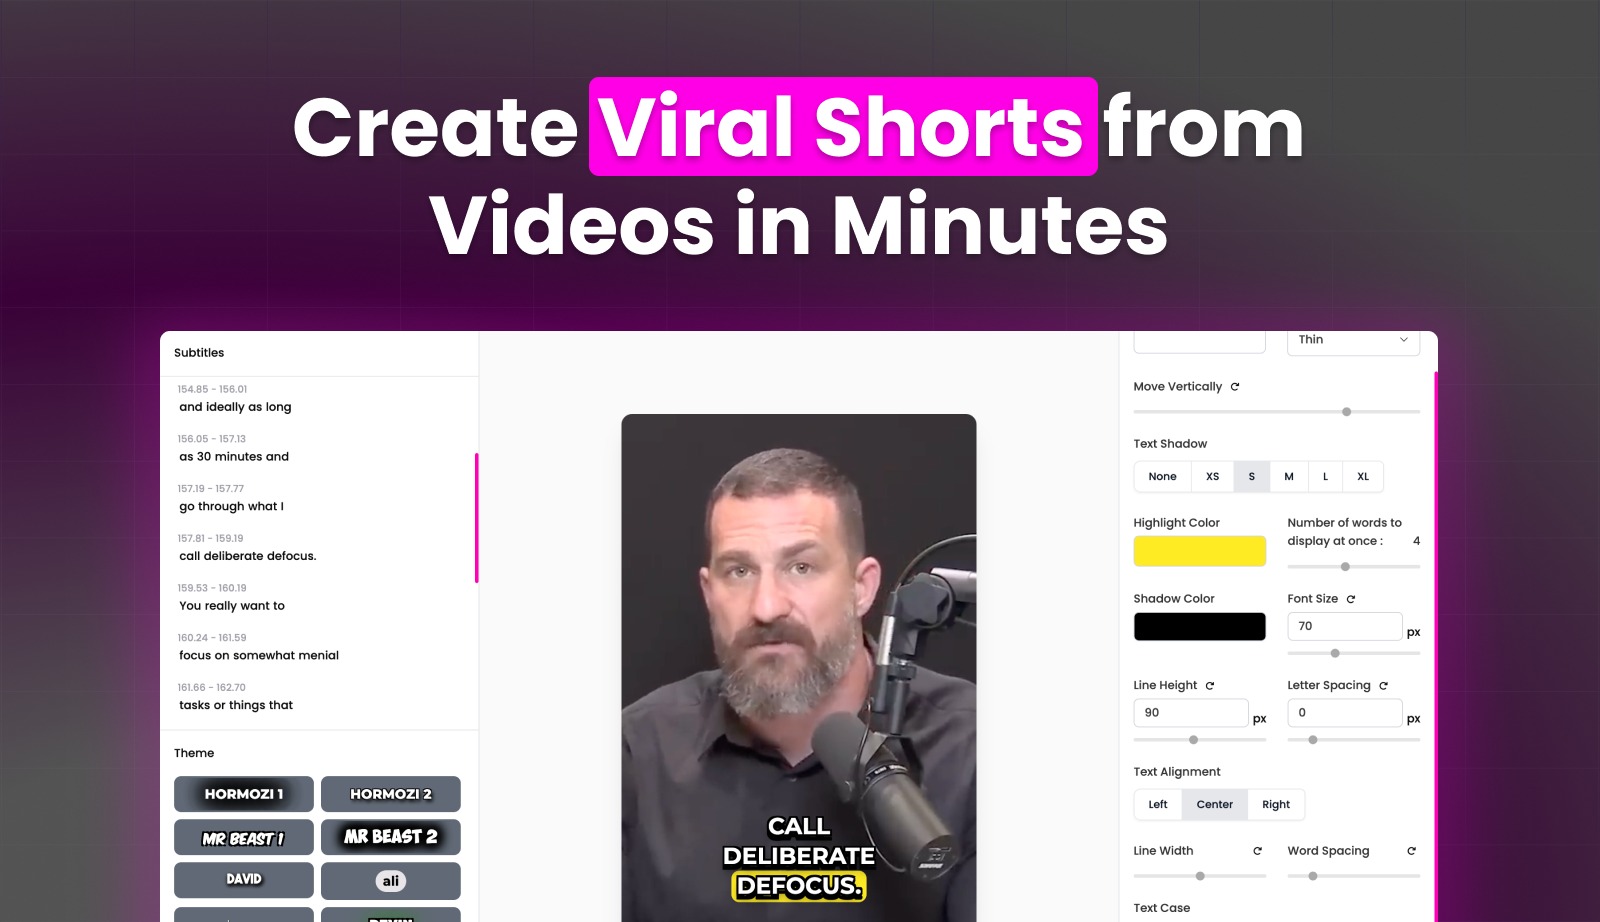 Create Viral Shorts from
Videos in Minutes
Subtitles
154.85 - 156.01
and ideally as long
156.05 - 157.13
as 30 minutes and
157.19 - 157.77
go through what I
157.81 - 159.19
call deliberate defocus.
159.53 - 160.19
You really want to
160.24 - 161.59
focus on somewhat menial
161.66 - 162.70
tasks or things that
Theme
HORMOZI 1
HORMOZI 2
MR BEAST 1
MR BEAST 2
DAVID
ali
CALL
DELIBERATE
DEFOCUS.
Thin
Move Vertically
Text Shadow
None XS S M L XL
Highlight Color
Number of words to
display at once : 4
Shadow Color
Font Size
70 px
Line Height
90 px
Letter Spacing
0 px
Text Alignment
Left Center Right
Line Width
Word Spacing
Text Case